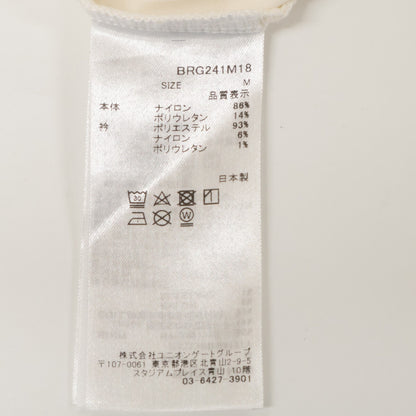 BRG241M18
SIZE M
品質表示
本体 ナイロン 86%
ポリウレタン 14%
衿 ポリエステル 93%
ナイロン 6%
ポリウレタン 1%
日本製
30
W
株式会社ユニオンゲートグループ
〒107-0061 東京都港区北青山2-9-5
スタジアムプレイス青山 10階
03-6427-3901